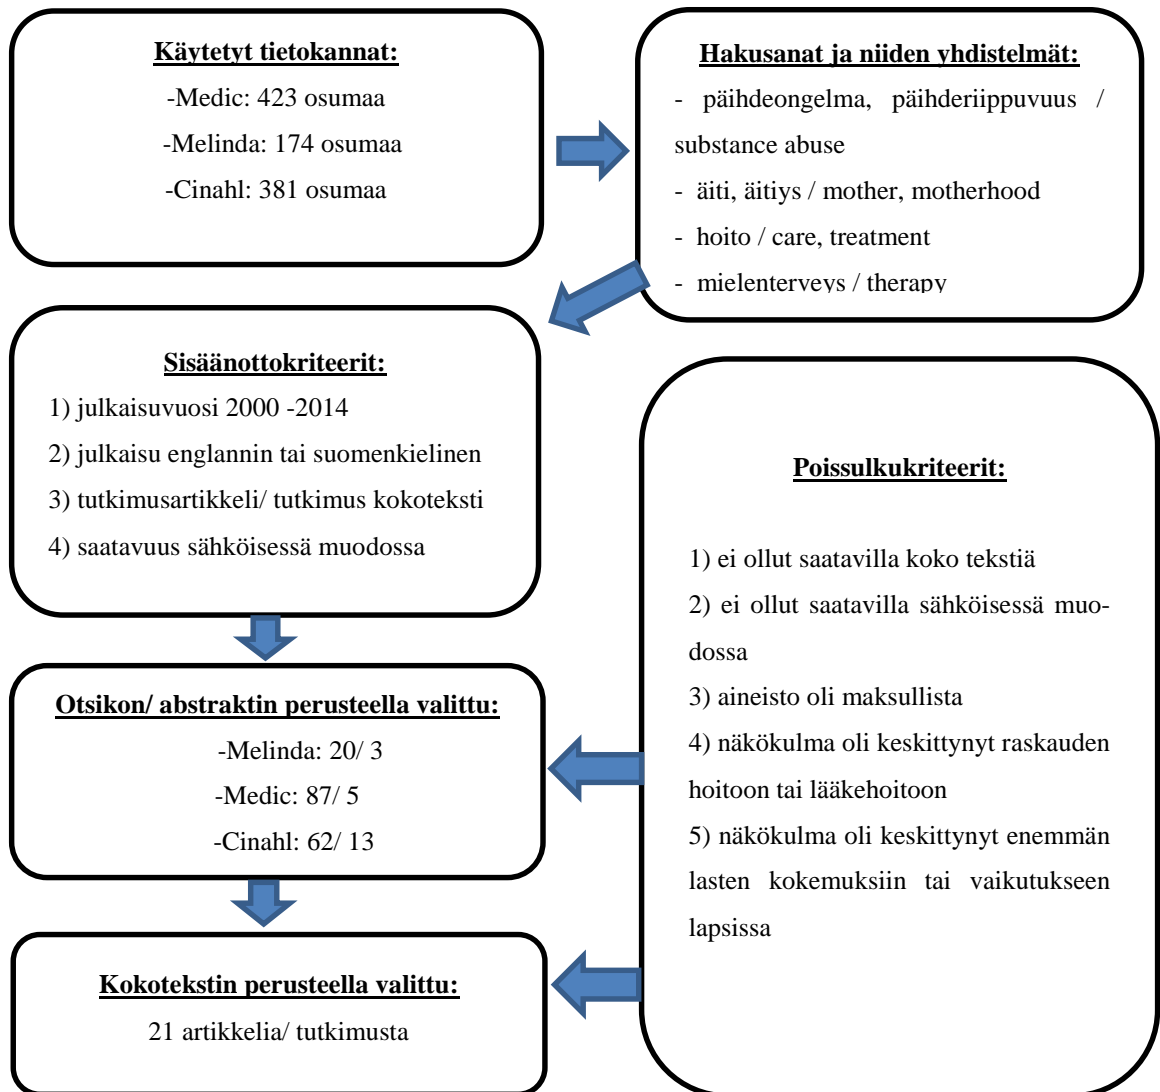 Käytetyt tietokannat:
-Medic: 423 osumaa
-Melinda: 174 osumaa
-Cinahl: 381 osumaa
Hakusanat ja niiden yhdistelmät:
- päihdeongelma, päihderiippuvuus /
substance abuse
- äiti, äitiys / mother, motherhood
- hoito / care, treatment
- mielenterveys / therapy
Sisäänottokriteerit:
1) julkaisuvuosi 2000 -2014
2) julkaisu englannin tai suomenkielinen
3) tutkimusartikkeli/ tutkimus kokoteksti
4) saatavuus sähköisessä muodossa
Poissulkukriteerit:
1) ei ollut saatavilla koko tekstiä
2) ei ollut saatavilla sähköisessä muo-
dossa
3) aineisto oli maksullista
4) näkökulma oli keskittynyt raskauden
hoitoon tai lääkehoitoon
5) näkökulma oli keskittynyt enemmän
lasten kokemuksiin tai vaikutukseen
lapsissa
Otsikon/ abstraktin perusteella valittu:
-Melinda: 20/ 3
-Medic: 87/ 5
-Cinahl: 62/ 13
Kokotekstin perusteella valittu:
21 artikkelia/ tutkimusta